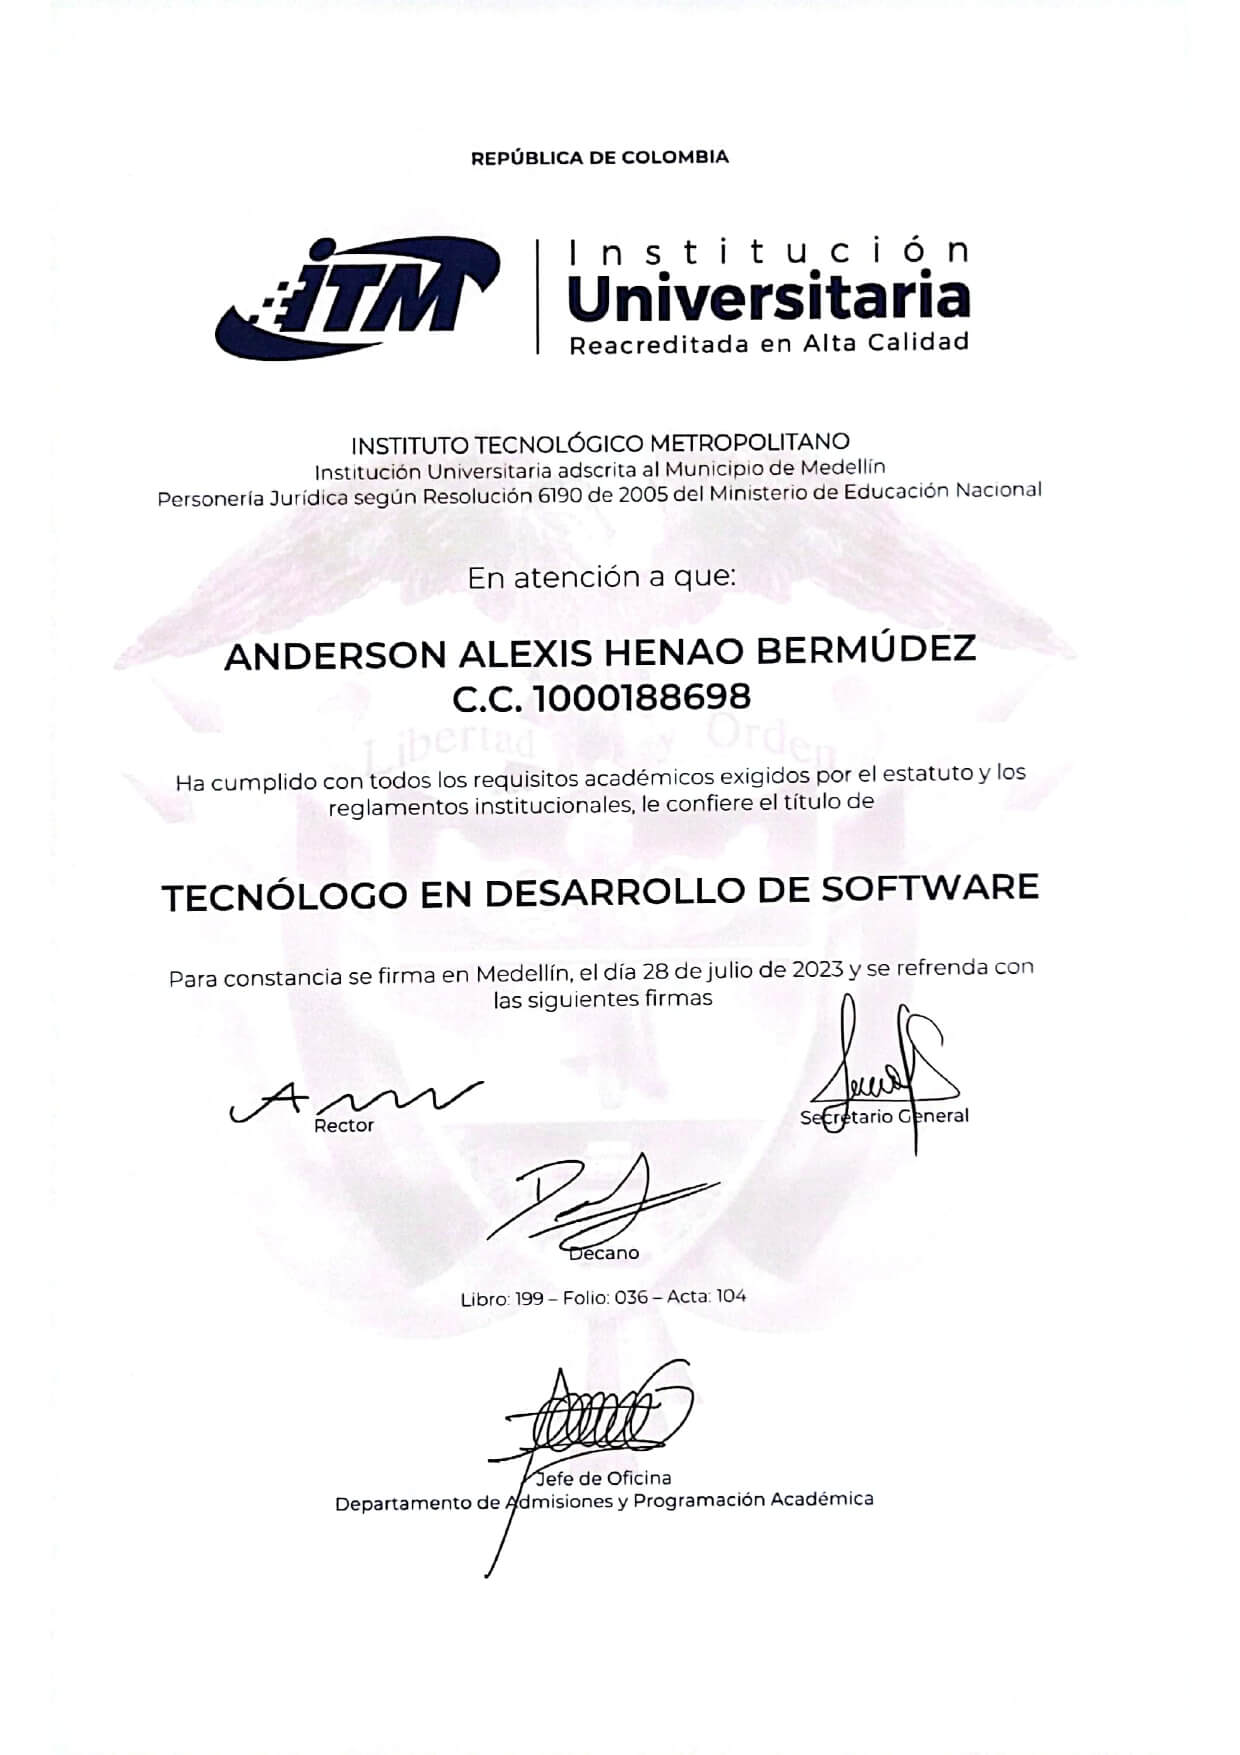 REPÚBLICA DE COLOMBIA
ITM
Institución
Universitaria
Reacreditada en Alta Calidad
INSTITUTO TECNOLÓGICO METROPOLITANO
Institución Universitaria adscrita al Municipio de Medellín
Personería Jurídica según Resolución 6190 de 2005 del Ministerio de Educación Nacional
En atención a que:
ANDERSON ALEXIS HENAO BERMÚDEZ
C.C. 1000188698
Libertad y Orden
Ha cumplido con todos los requisitos académicos exigidos por el estatuto y los
reglamentos institucionales, le confiere el título de
TECNÓLOGO EN DESARROLLO DE SOFTWARE
Para constancia se firma en Medellín, el día 28 de julio de 2023 y se refrenda con
las siguientes firmas
Rector
Secretario General
Decano
Libro: 199 – Folio: 036 – Acta: 104
Jefe de Oficina
Departamento de Admisiones y Programación Académica